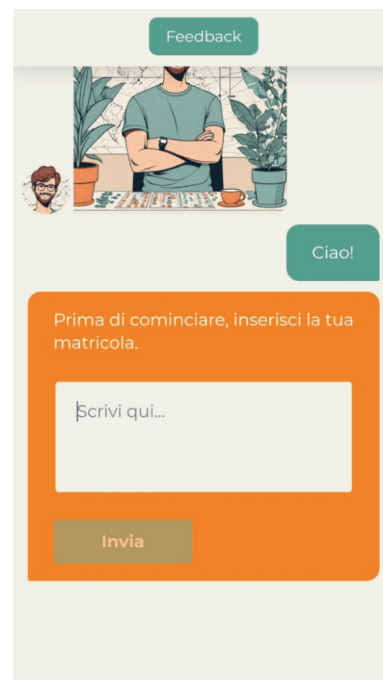 Feedback
Ciao!
Prima di cominciare, inserisci la tua
matricola.
Scrivi qui...
Invia